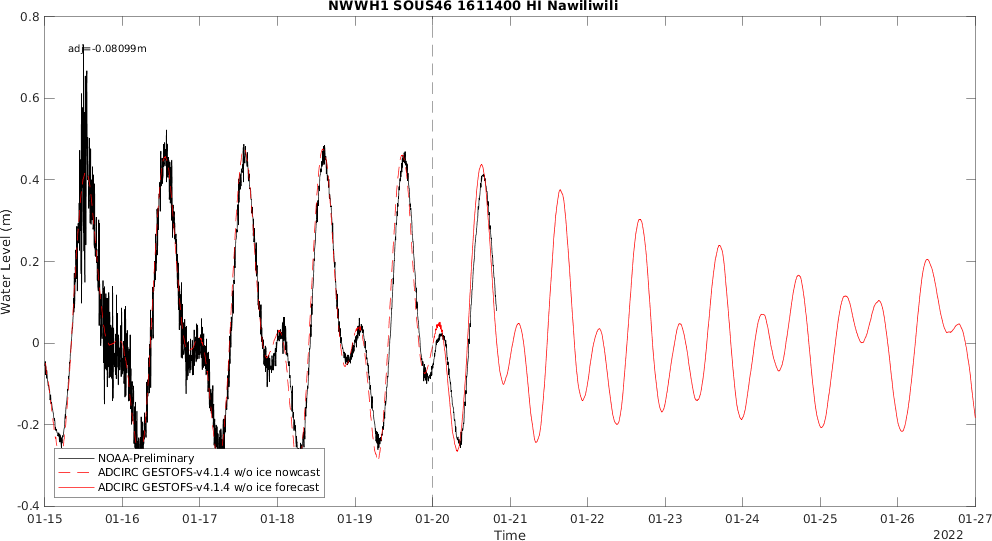 NWWH1 SOUS46 1611400 HI Nawiliwili
0.8
adj=-0.08099m
0.6
0.4
0.2
0
-0.2
-0.4
Water Level (m)
NOAA-Preliminary
ADCIRC GESTOFS-v4.1.4 w/o ice nowcast
ADCIRC GESTOFS-v4.1.4 w/o ice forecast
01-15 01-16 01-17 01-18 01-19 01-20 01-21 01-22 01-23 01-24 01-25 01-26 01-27
Time
2022